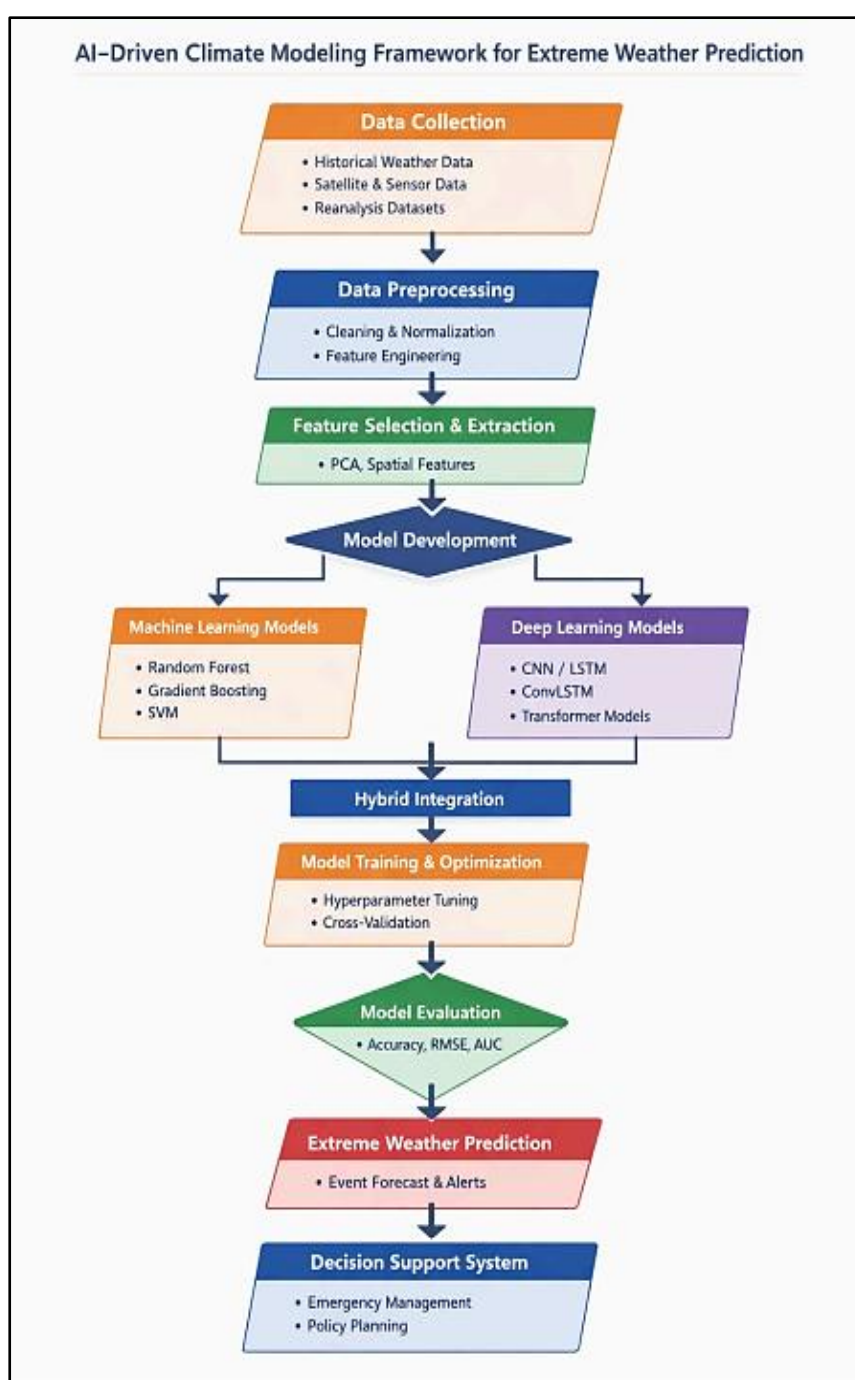 AI-Driven Climate Modeling Framework for Extreme Weather Prediction
Data Collection
• Historical Weather Data
• Satellite & Sensor Data
• Reanalysis Datasets
Data Preprocessing
• Cleaning & Normalization
• Feature Engineering
Feature Selection & Extraction
• PCA, Spatial Features
Model Development
Machine Learning Models
• Random Forest
• Gradient Boosting
• SVM
Deep Learning Models
• CNN / LSTM
• ConvLSTM
• Transformer Models
Hybrid Integration
Model Training & Optimization
• Hyperparameter Tuning
• Cross-Validation
Model Evaluation
• Accuracy, RMSE, AUC
Extreme Weather Prediction
• Event Forecast & Alerts
Decision Support System
• Emergency Management
• Policy Planning